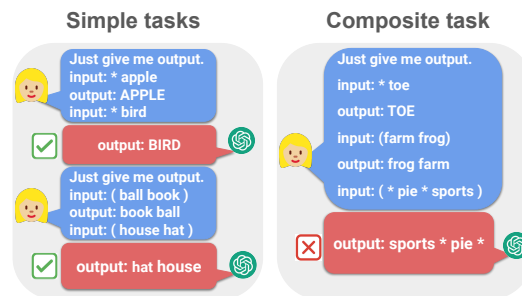 Simple tasks
Just give me output.
input: * apple
output: APPLE
input: * bird
output: BIRD
Just give me output.
input: ( ball book )
output: book ball
input: ( house hat )
output: hat house
Composite task
Just give me output.
input: * toe
output: TOE
input: (farm frog)
output: frog farm
input: ( * pie * sports )
output: sports * pie *